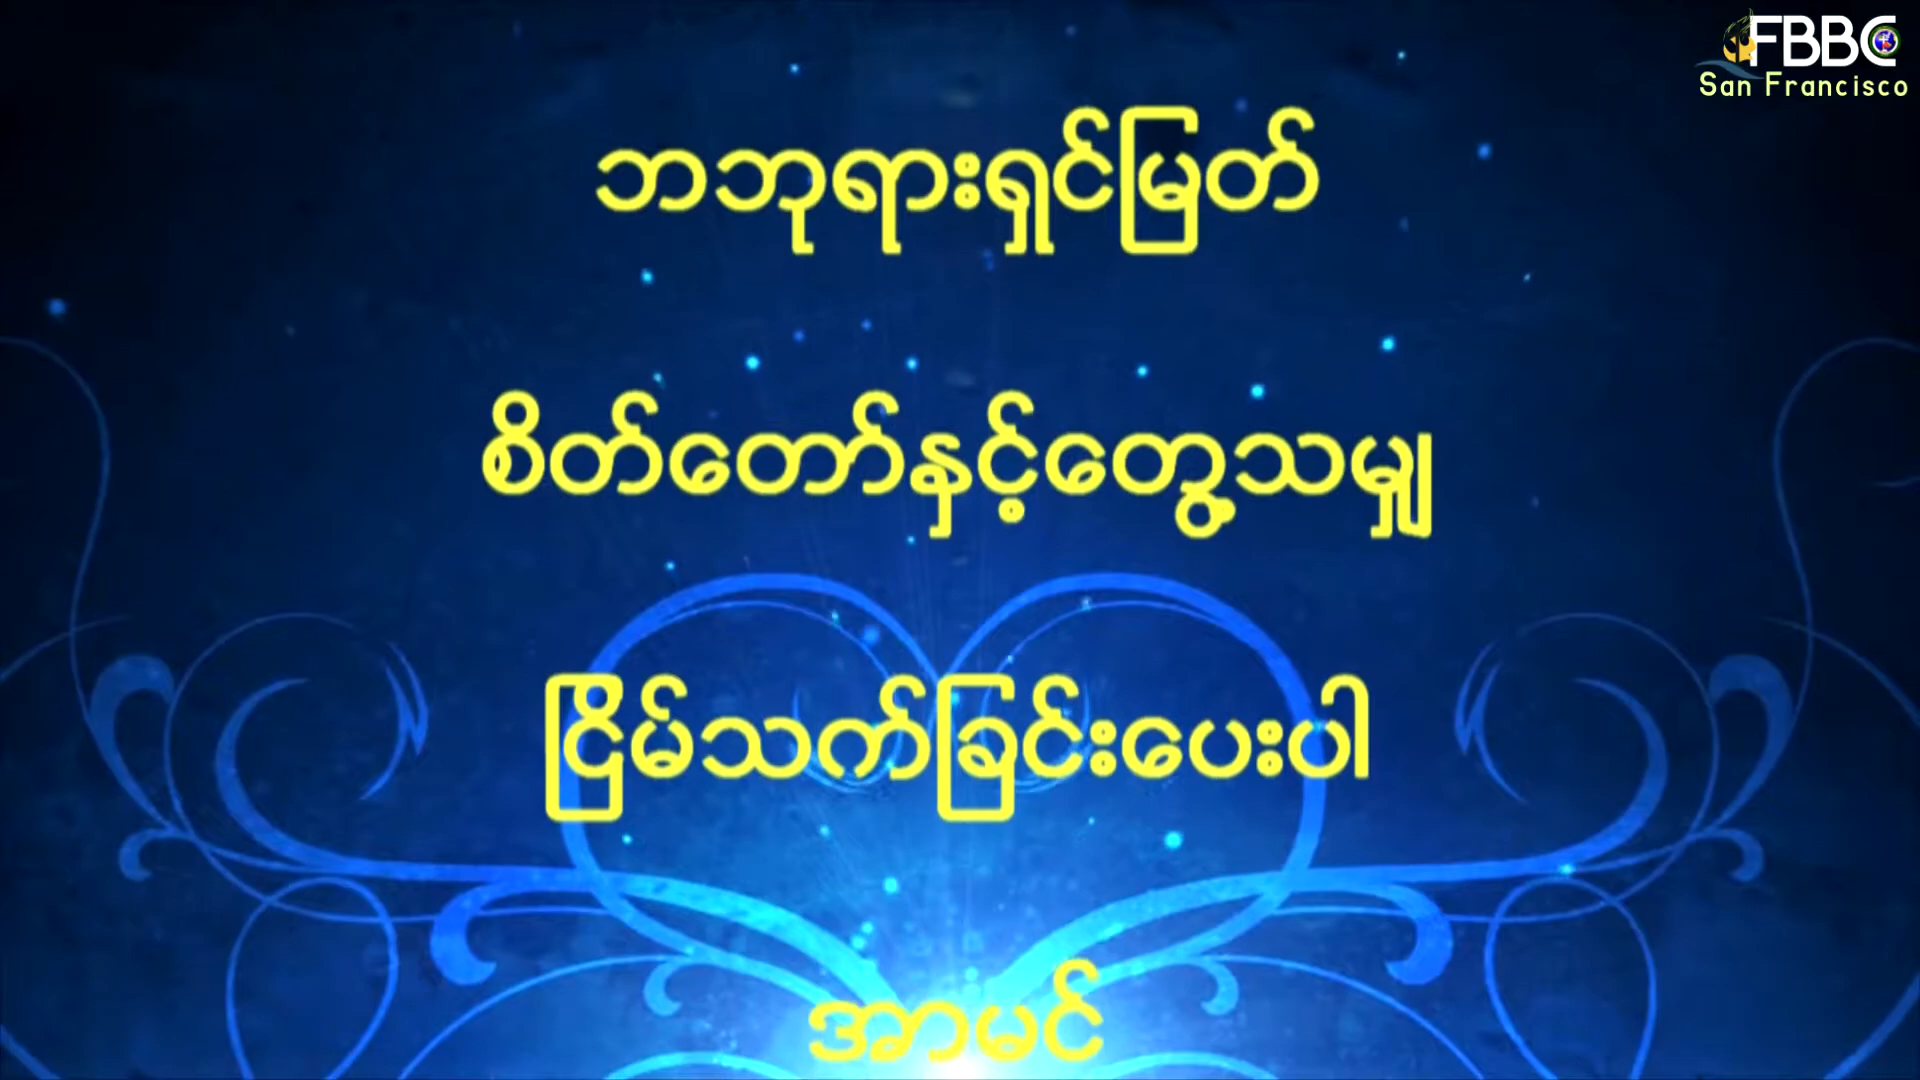 FBBC
San Francisco
ဘဘုရားရှင်မြတ်
စိတ်တော်နှင့်တွေ့သမျှ
ငြိမ်သက်ခြင်းပေးပါ
အာမင်